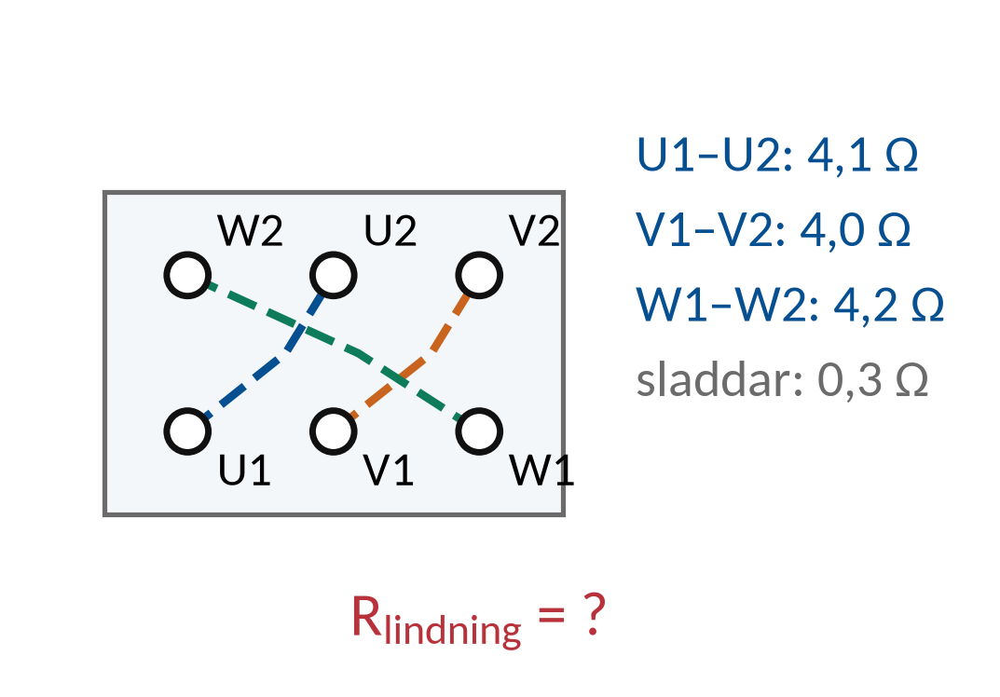 W2 U2 V2
U1 V1 W1
U1–U2: 4,1 Ω
V1–V2: 4,0 Ω
W1–W2: 4,2 Ω
sladdar: 0,3 Ω
Rlindning = ?